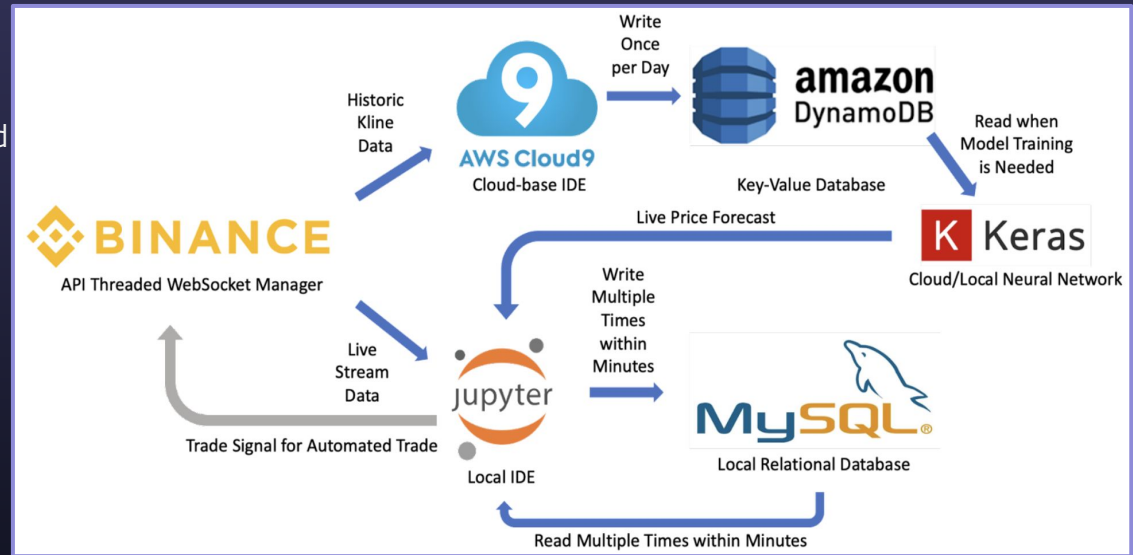 Write
Once
per Day
amazon
DynamoDB
Historic
Kline
Data
9
AWS Cloud9
Cloud-base IDE
Key-Value Database
Read when
Model Training
is Needed
d
BINANCE
API Threaded WebSocket Manager
Live Price Forecast
K Keras
Cloud/Local Neural Network
Write
Multiple
Times
within
Minutes
Live
Stream
Data
jupyter
MySQL®
Trade Signal for Automated Trade
Local IDE
Local Relational Database
Read Multiple Times within Minutes